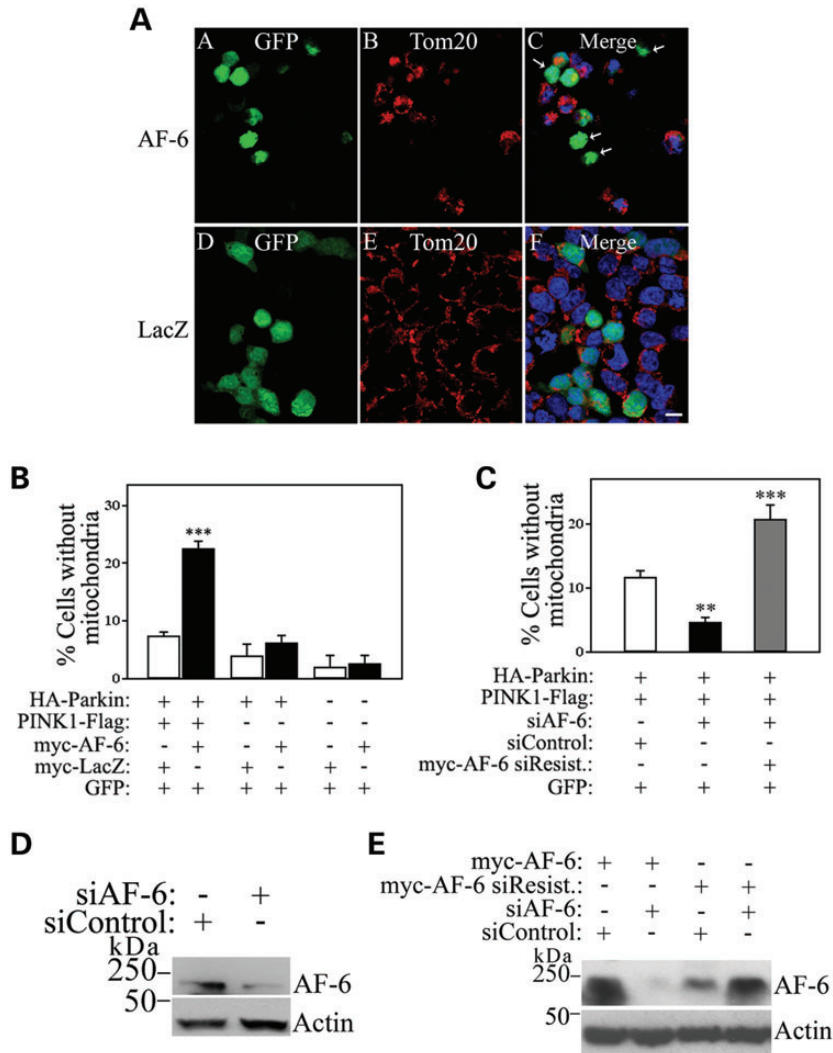 A
A GFP B Tom20 C Merge
AF-6
D GFP E Tom20 F Merge
LacZ
B
% Cells without mitochondria
30
20
10
0
***
HA-Parkin: + + + + - -
PINK1-Flag: + + - - - -
myc-AF-6: - + - + - +
myc-LacZ: + - + - + -
GFP: + + + + + +
C
% Cells without mitochondria
20
10
0
** ***
HA-Parkin: + + +
PINK1-Flag: + + +
siAF-6: - + +
siControl: + - -
myc-AF-6 siResist.: - - +
GFP: + + +
D
siAF-6: - +
siControl: + -
kDa
250
AF-6
50
Actin
E
myc-AF-6: + + - -
myc-AF-6 siResist.: - - + +
siAF-6: - + - +
siControl: + - + -
kDa
250
AF-6
50
Actin